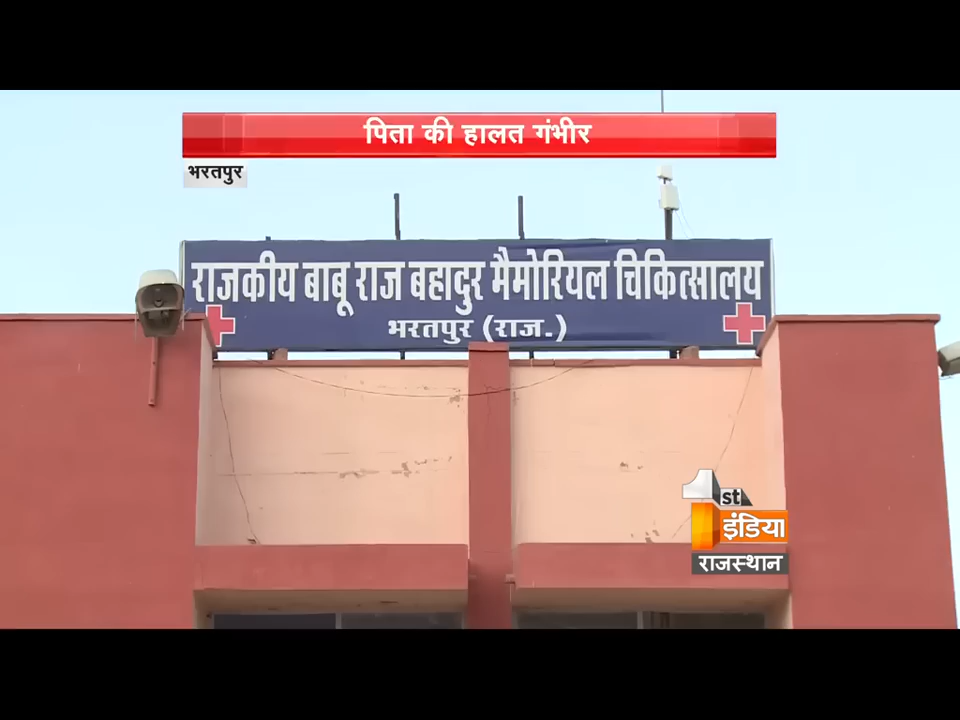 पिता की हालत गंभीर
भरतपुर
राजकीय बाबू राज बहादुर मैमोरियल चिकित्सालय
भरतपुर (राज.)
1st
इंडिया
राजस्थान